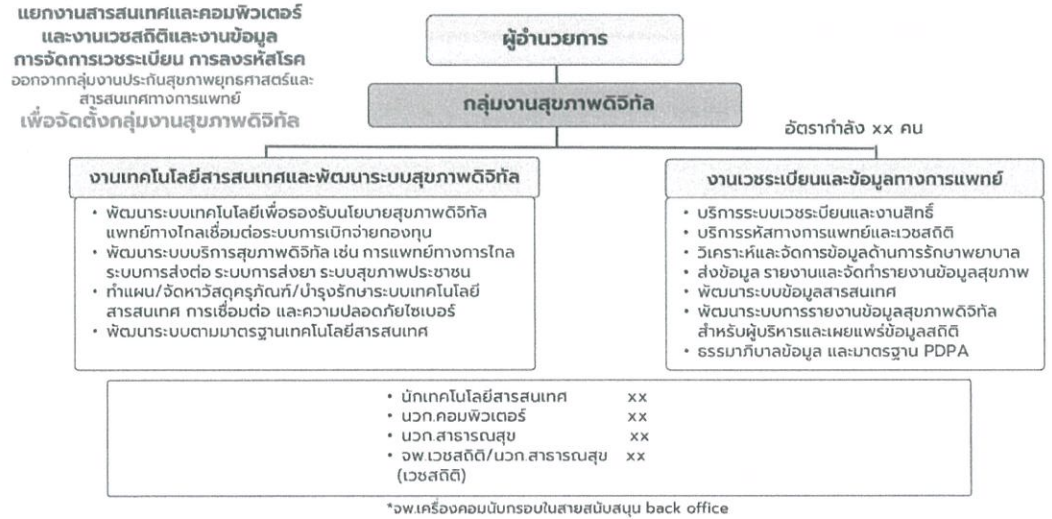 แยกงานสารสนเทศและคอมพิวเตอร์
และงานเวชสถิติและงานข้อมูล
การจัดการเวชระเบียน การลงรหัสโรค
ออกจากกลุ่มงานประกันสุขภาพยุทธศาสตร์และ
สารสนเทศทางการแพทย์
เพื่อจัดตั้งกลุ่มงานสุขภาพดิจิทัล
ผู้อำนวยการ
กลุ่มงานสุขภาพดิจิทัล
อัตรากำลัง xx คน
งานเทคโนโลยีสารสนเทศและพัฒนาระบบสุขภาพดิจิทัล
• พัฒนาระบบเทคโนโลยีเพื่อรองรับนโยบายสุขภาพดิจิทัล
แพทย์ทางไกลเชื่อมต่อระบบการเบิกจ่ายกองทุน
• พัฒนาระบบบริการสุขภาพดิจิทัล เช่น การแพทย์ทางการไกล
ระบบการส่งต่อ ระบบการส่งยา ระบบสุขภาพประชาชน
• ทำแผน/จัดหาวัสดุครุภัณฑ์/บำรุงรักษาระบบเทคโนโลยี
สารสนเทศ การเชื่อมต่อ และความปลอดภัยไซเบอร์
• พัฒนาระบบตามมาตรฐานเทคโนโลยีสารสนเทศ
งานเวชระเบียนและข้อมูลทางการแพทย์
• บริการระบบเวชระเบียนและงานสิทธิ์
• บริการรหัสทางการแพทย์และเวชสถิติ
• วิเคราะห์และจัดการข้อมูลด้านการรักษาพยาบาล
• ส่งข้อมูล รายงานและจัดทำรายงานข้อมูลสุขภาพ
• พัฒนาระบบข้อมูลสารสนเทศ
• พัฒนาระบบการรายงานข้อมูลสุขภาพดิจิทัล
สำหรับผู้บริหารและเผยแพร่ข้อมูลสถิติ
• ธรรมาภิบาลข้อมูล และมาตรฐาน PDPA
• นักเทคโนโลยีสารสนเทศ xx
• นวก.คอมพิวเตอร์ xx
• นวก.สาธารณสุข xx
• จพ.เวชสถิติ/นวก.สาธารณสุข xx
(เวชสถิติ)
*จพ.เครื่องคอมนับกรอบในสายสนับสนุน back office